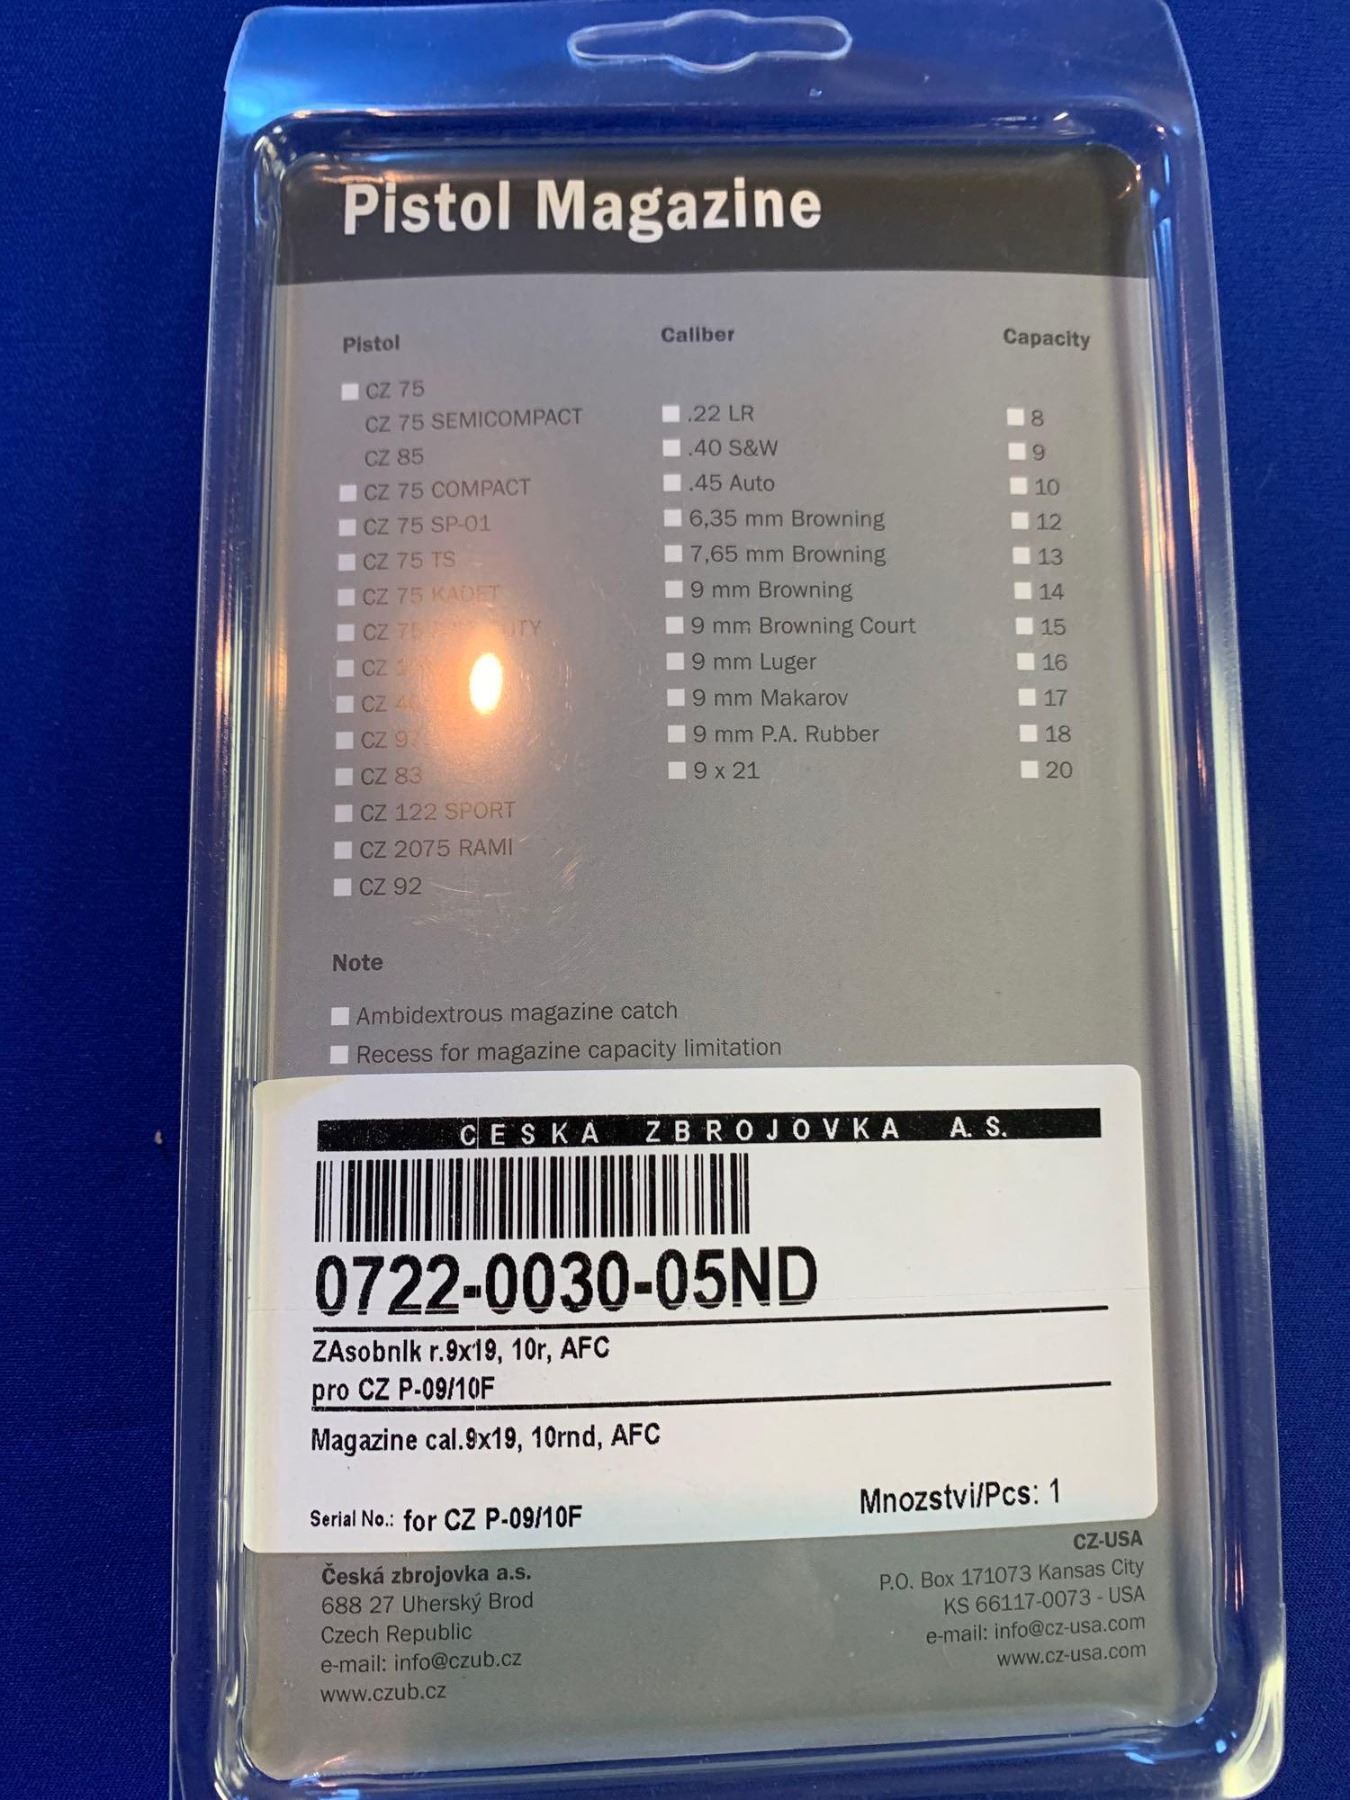 Pistol Magazine
Pistol
CZ 75
CZ 75 SEMICOMPACT
CZ 85
CZ 75 COMPACT
CZ 75 SP-01
CZ 75 TS
CZ 75 KADET
CZ
CZ
CZ
CZ
CZ 83
CZ 122 SPORT
CZ 2075 RAMI
CZ 92
Caliber
.22 LR
.40 S&W
.45 Auto
6,35 mm Browning
7,65 mm Browning
9 mm Browning
9 mm Browning Court
9 mm Luger
9 mm Makarov
9 mm P.A. Rubber
9 x 21
Capacity
8
9
10
12
13
14
15
16
17
18
20
Note
Ambidextrous magazine catch
Recess for magazine capacity limitation
CESKA ZBROJOVKA A.S.
0722-0030-05ND
ZAsobnIk r.9x19, 10r, AFC
pro CZ P-09/10F
Magazine cal.9x19, 10rnd, AFC
Serial No.: for CZ P-09/10F
Mnozstvi/Pcs: 1
Česká zbrojovka a.s.
688 27 Uherský Brod
Czech Republic
e-mail: info@czub.cz
www.czub.cz
CZ-USA
P.O. Box 171073 Kansas City
KS 66117-0073 - USA
e-mail: info@cz-usa.com
www.cz-usa.com